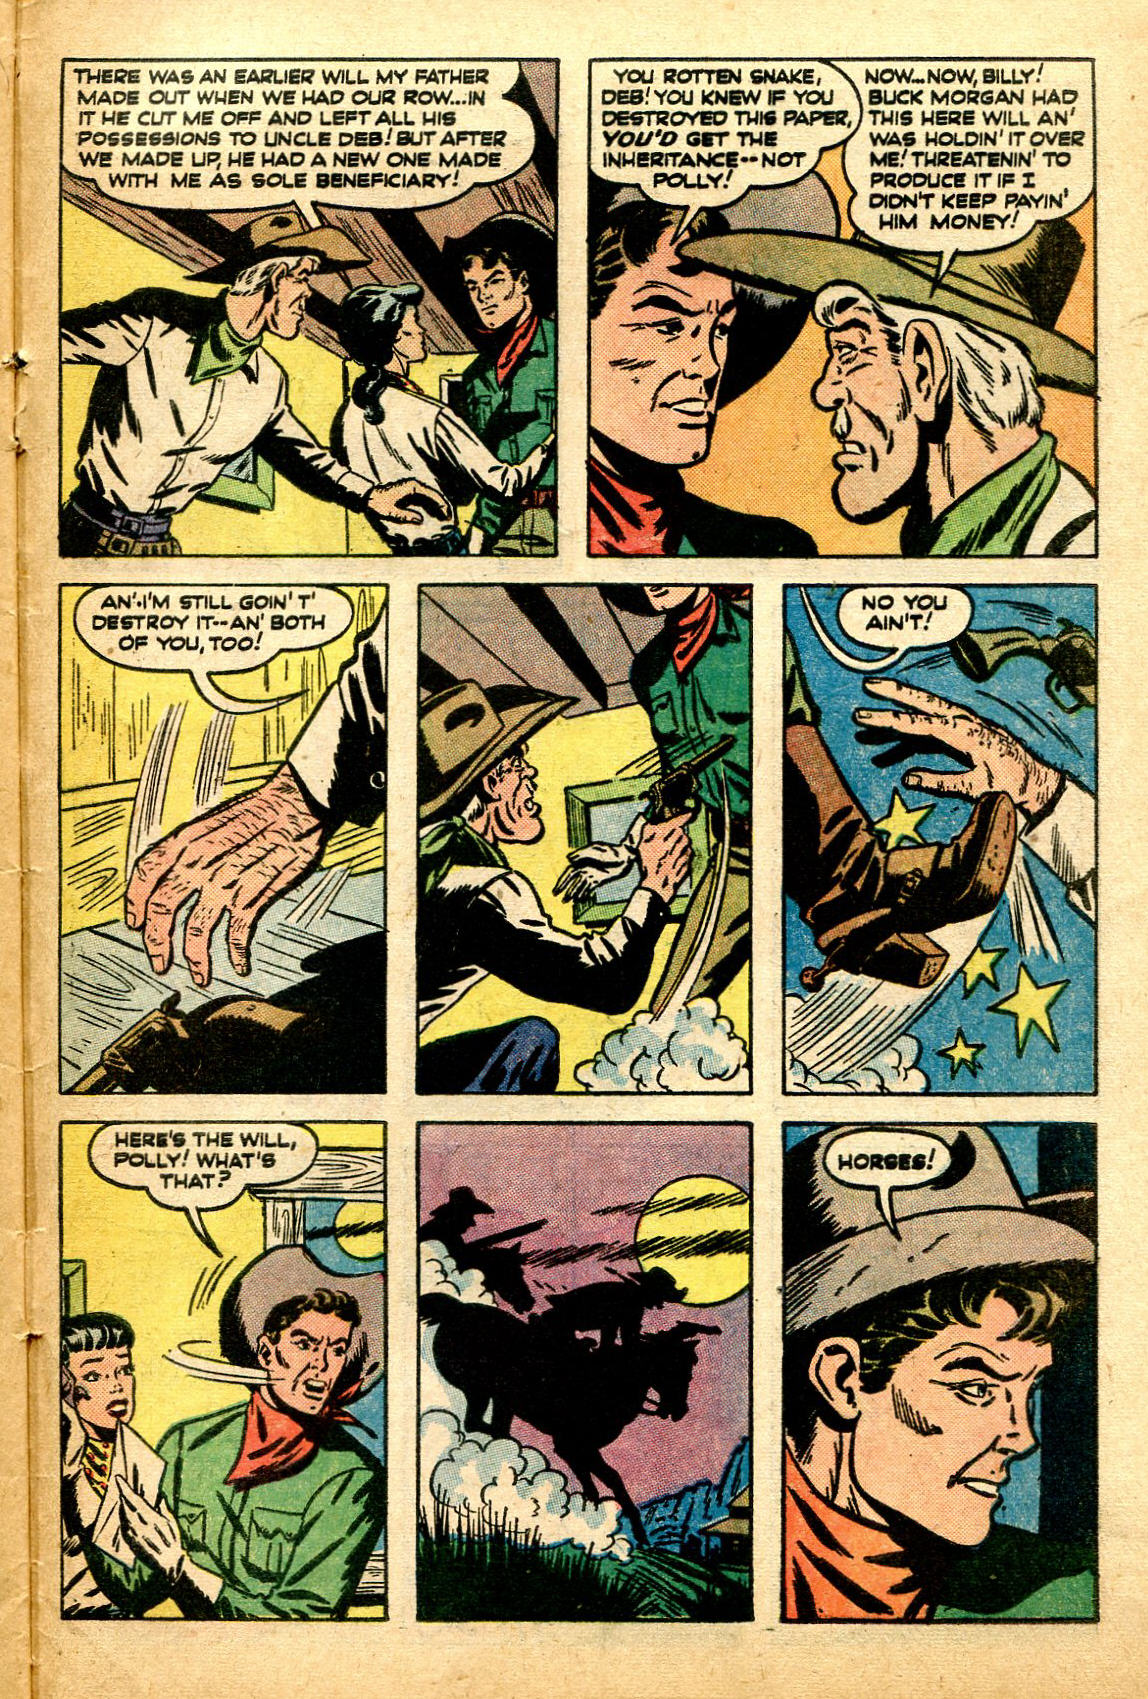 THERE WAS AN EARLIER WILL MY FATHER
MADE OUT WHEN WE HAD OUR ROW...IN
IT HE CUT ME OFF AND LEFT ALL HIS
POSSESSIONS TO UNCLE DEB! BUT AFTER
WE MADE UP, HE HAD A NEW ONE MADE
WITH ME AS SOLE BENEFICIARY!
YOU ROTTEN SNAKE,
DEB! YOU KNEW IF YOU
DESTROYED THIS PAPER,
YOU'D GET THE
INHERITANCE--NOT
POLLY!
NOW...NOW, BILLY!
BUCK MORGAN HAD
THIS HERE WILL AN'
WAS HOLDIN' IT OVER
ME! THREATENIN' TO
PRODUCE IT IF I
DIDN'T KEEP PAYIN'
HIM MONEY!
AN' I'M STILL GOIN' T'
DESTROY IT--AN' BOTH
OF YOU, TOO!
NO YOU
AIN'T!
HERE'S THE WILL,
POLLY! WHAT'S
THAT?
HORSES!